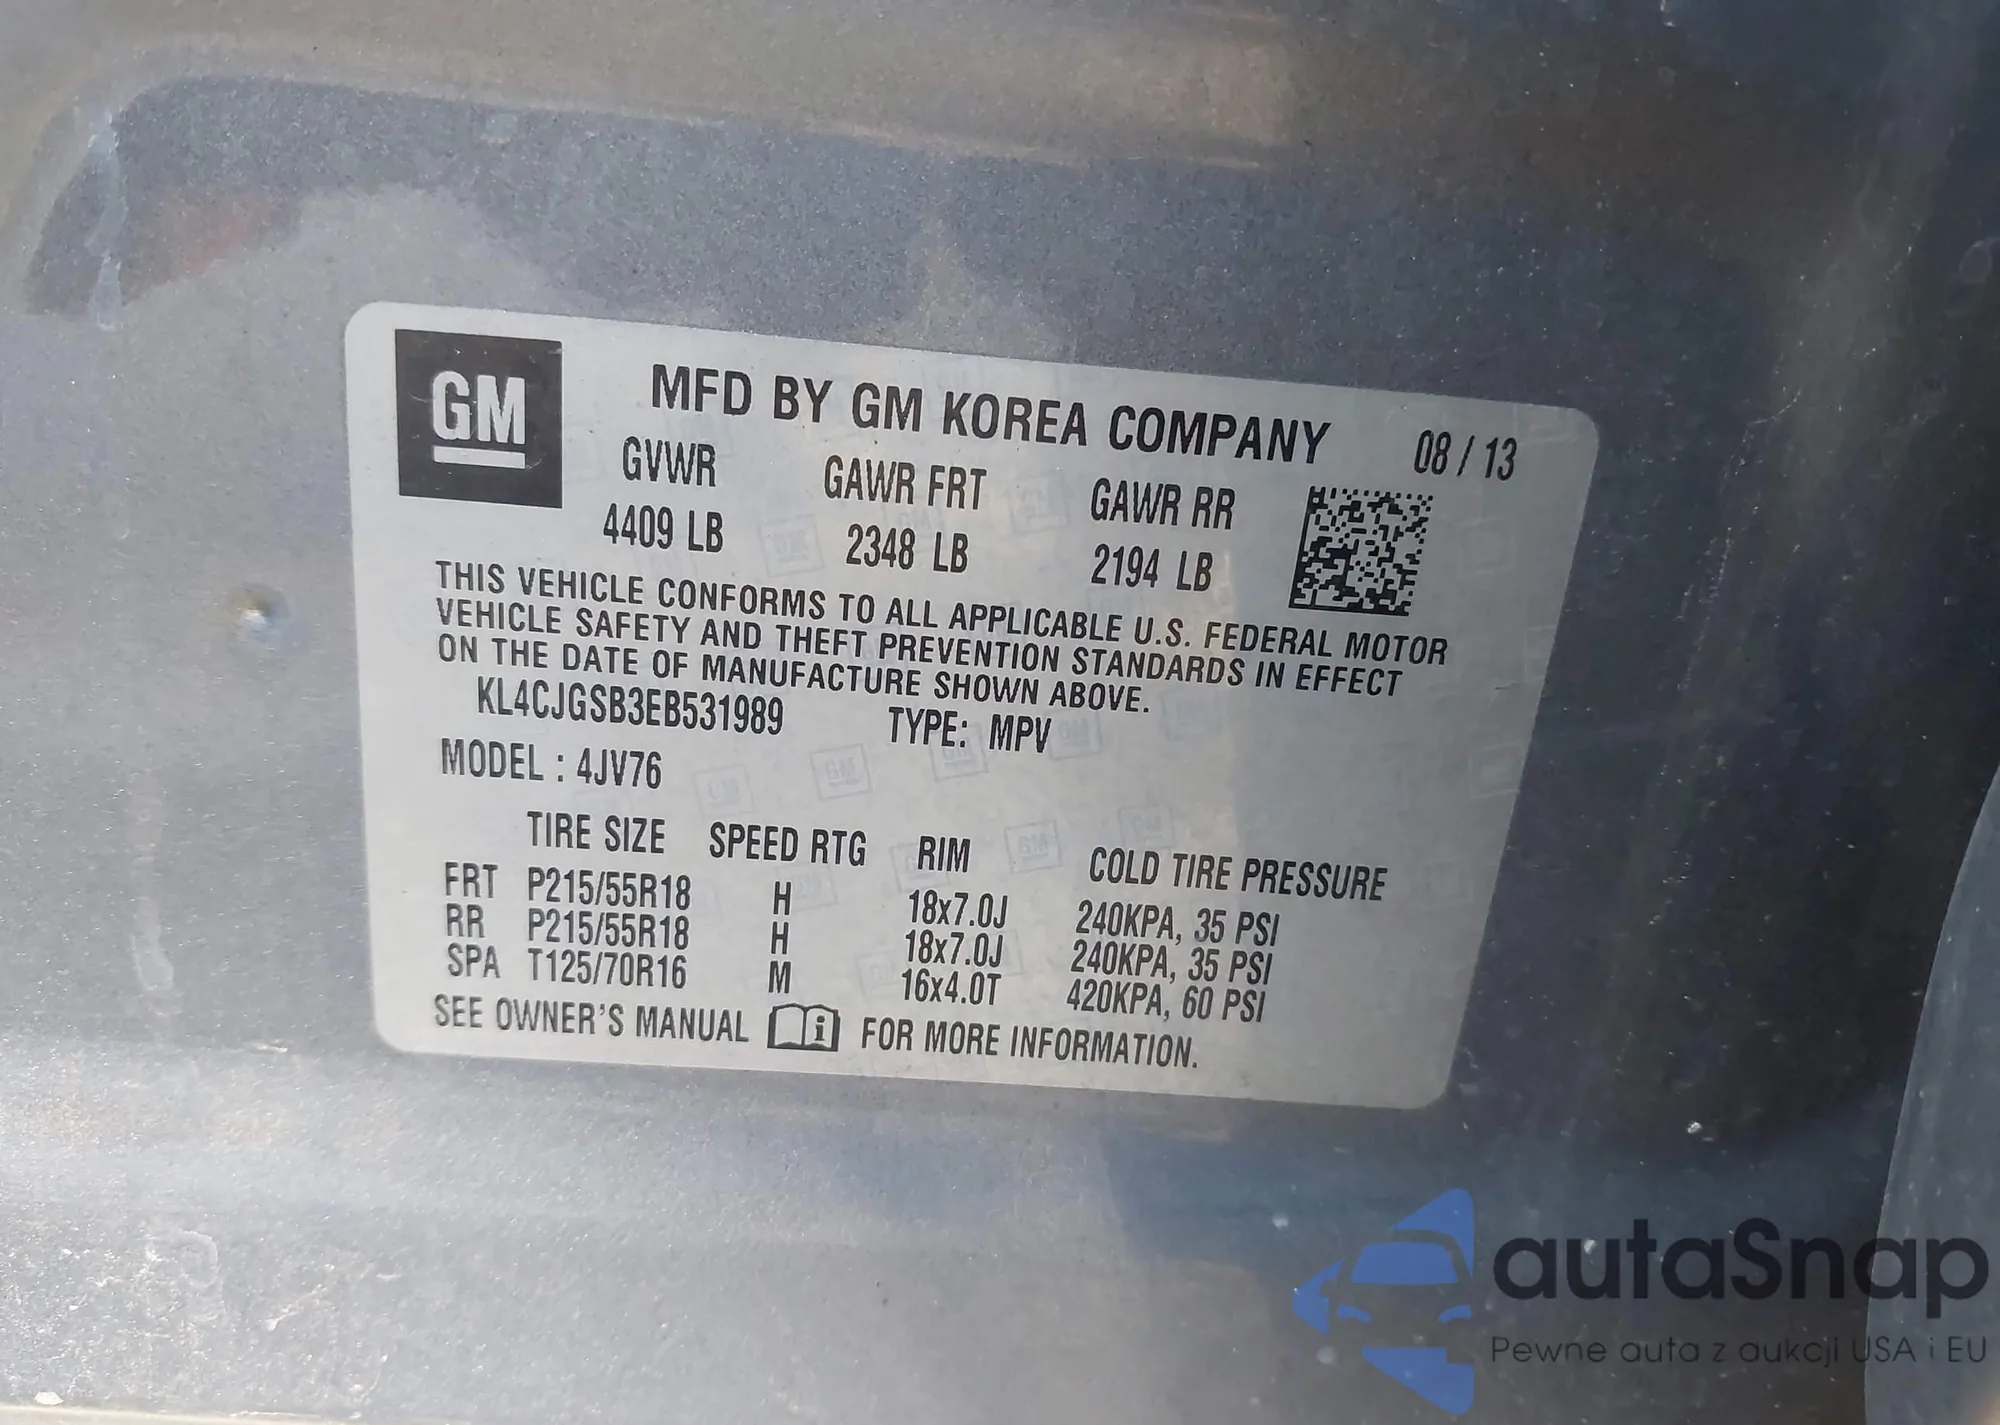 GM
MFD BY GM KOREA COMPANY 08 / 13
GVWR GAWR FRT GAWR RR
4409 LB 2348 LB 2194 LB
THIS VEHICLE CONFORMS TO ALL APPLICABLE U.S. FEDERAL MOTOR
VEHICLE SAFETY AND THEFT PREVENTION STANDARDS IN EFFECT
ON THE DATE OF MANUFACTURE SHOWN ABOVE.
KL4CJGSB3EB531989 TYPE: MPV
MODEL : 4JV76
TIRE SIZE SPEED RTG RIM COLD TIRE PRESSURE
FRT P215/55R18 H 18x7.0J 240KPA, 35 PSI
RR P215/55R18 H 18x7.0J 240KPA, 35 PSI
SPA T125/70R16 M 16x4.0T 420KPA, 60 PSI
SEE OWNER'S MANUAL i FOR MORE INFORMATION.
autaSnap
Pewne auta z aukcji USA i EU